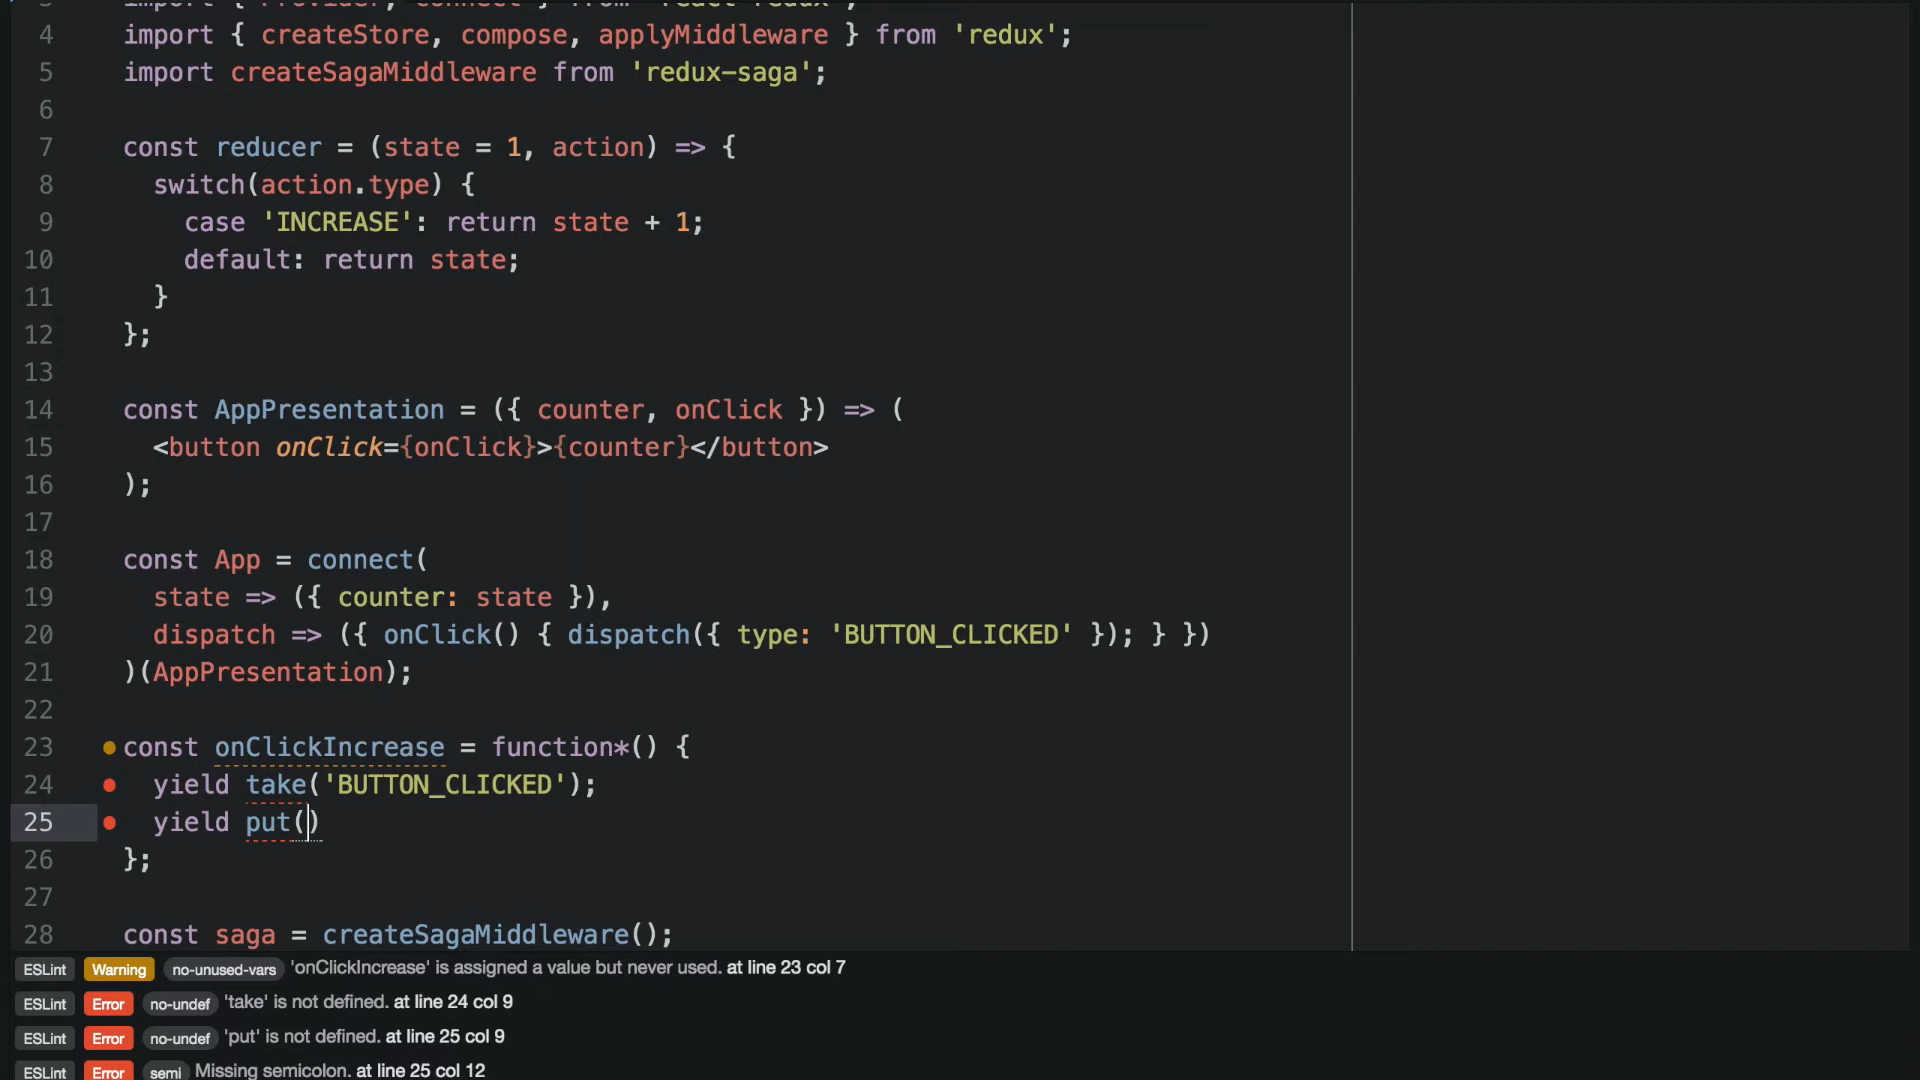 3 import { Provider, connect } from 'react-redux';
4 import { createStore, compose, applyMiddleware } from 'redux';
5 import createSagaMiddleware from 'redux-saga';
6
7 const reducer = (state = 1, action) => {
8 switch(action.type) {
9 case 'INCREASE': return state + 1;
10 default: return state;
11 }
12 };
13
14 const AppPresentation = ({ counter, onClick }) => (
15 <button onClick={onClick}>{counter}</button>
16 );
17
18 const App = connect(
19 state => ({ counter: state }),
20 dispatch => ({ onClick() { dispatch({ type: 'BUTTON_CLICKED' }); } })
21 )(AppPresentation);
22
23 const onClickIncrease = function*() {
24 yield take('BUTTON_CLICKED');
25 yield put()
26 };
27
28 const saga = createSagaMiddleware();
ESLint Warning no-unused-vars 'onClickIncrease' is assigned a value but never used. at line 23 col 7
ESLint Error no-undef 'take' is not defined. at line 24 col 9
ESLint Error no-undef 'put' is not defined. at line 25 col 9
ESLint Error semi Missing semicolon. at line 25 col 12